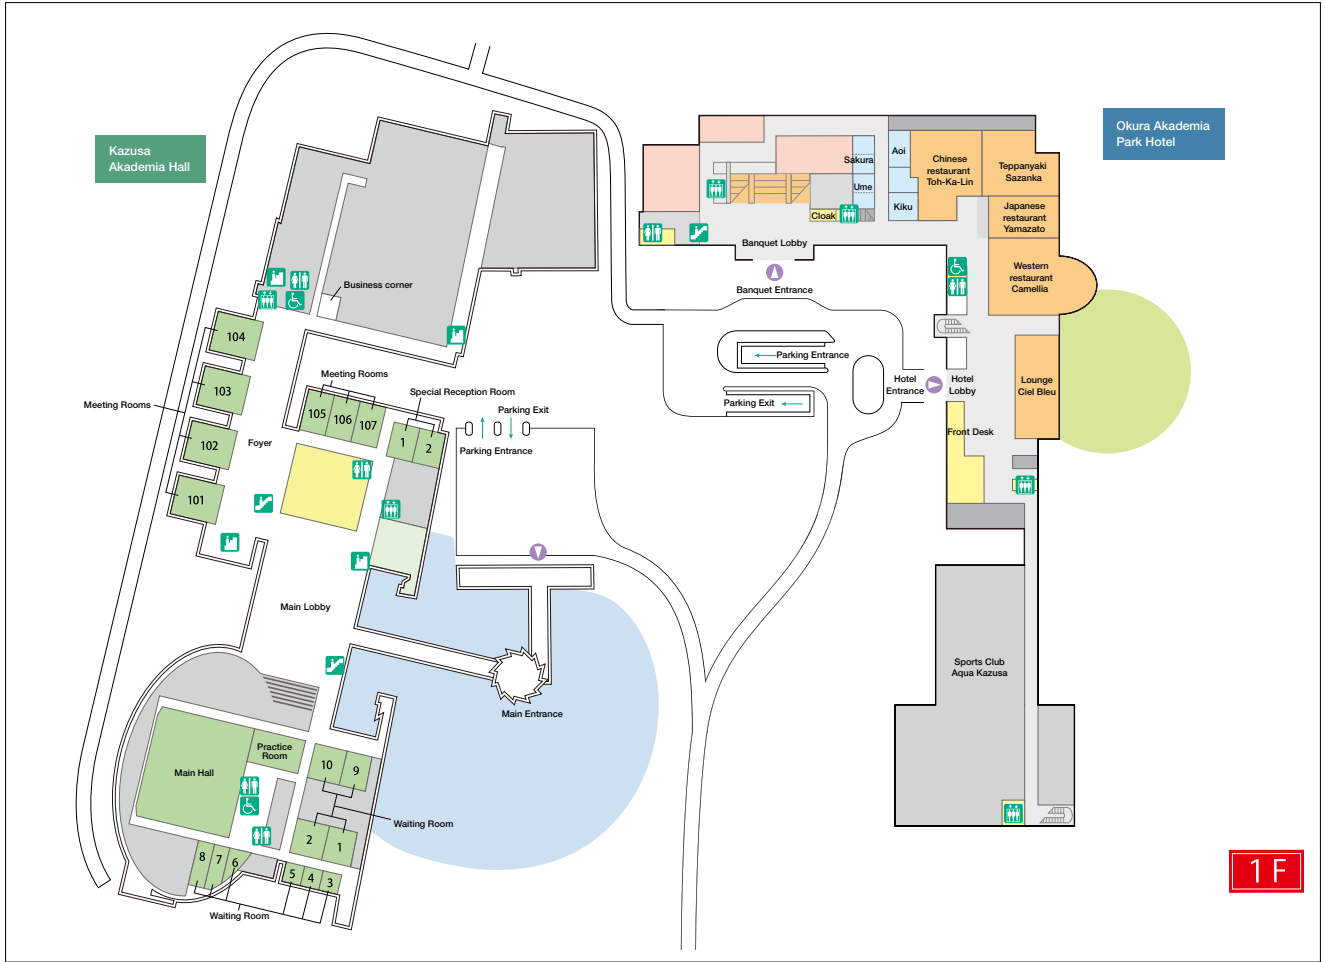 Kazusa
Akademia Hall
Okura Akademia
Park Hotel
Sakura
Ume
Cloak
Aoi
Kiku
Chinese
restaurant
Toh-Ka-Lin
Teppanyaki
Sazanka
Japanese
restaurant
Yamazato
Western
restaurant
Camellia
Banquet Lobby
Banquet Entrance
Business corner
104
103
102
101
Meeting Rooms
Meeting Rooms
105
106
107
Special Reception Room
1
2
Foyer
Parking Exit
Parking Entrance
Parking Entrance
Parking Exit
Hotel
Entrance
Hotel
Lobby
Lounge
Ciel Bleu
Front Desk
Main Lobby
Main Entrance
Sports Club
Aqua Kazusa
Main Hall
Practice
Room
10
9
Waiting Room
2
1
8
7
6
5
4
3
Waiting Room
1F